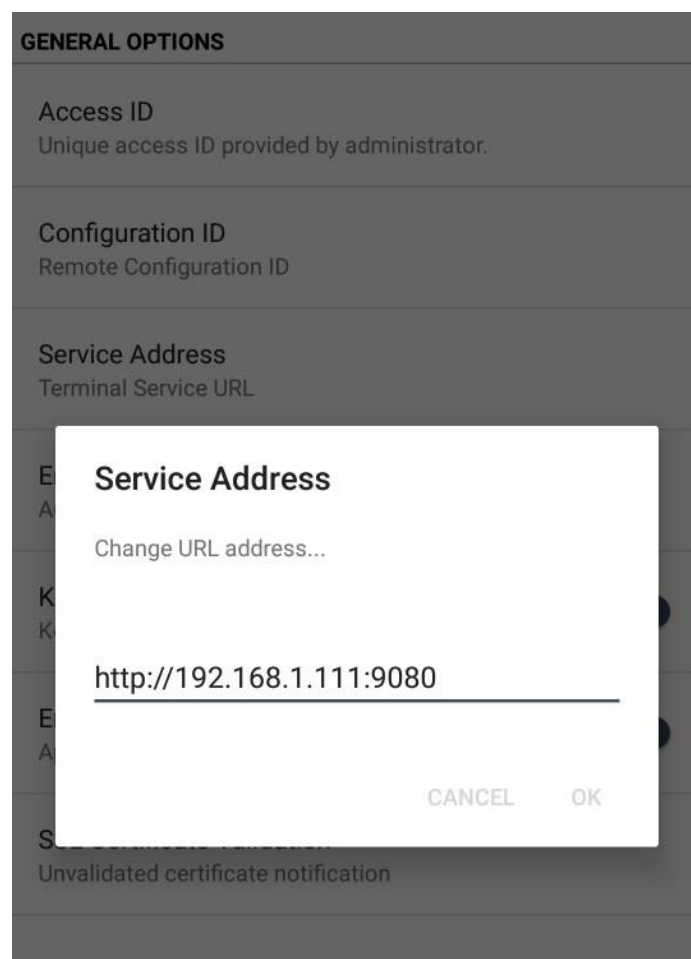 GENERAL OPTIONS
Access ID
Unique access ID provided by administrator.
Configuration ID
Remote Configuration ID
Service Address
Terminal Service URL
Service Address
Change URL address...
http://192.168.1.111:9080
CANCEL OK
Unvalidated certificate notification